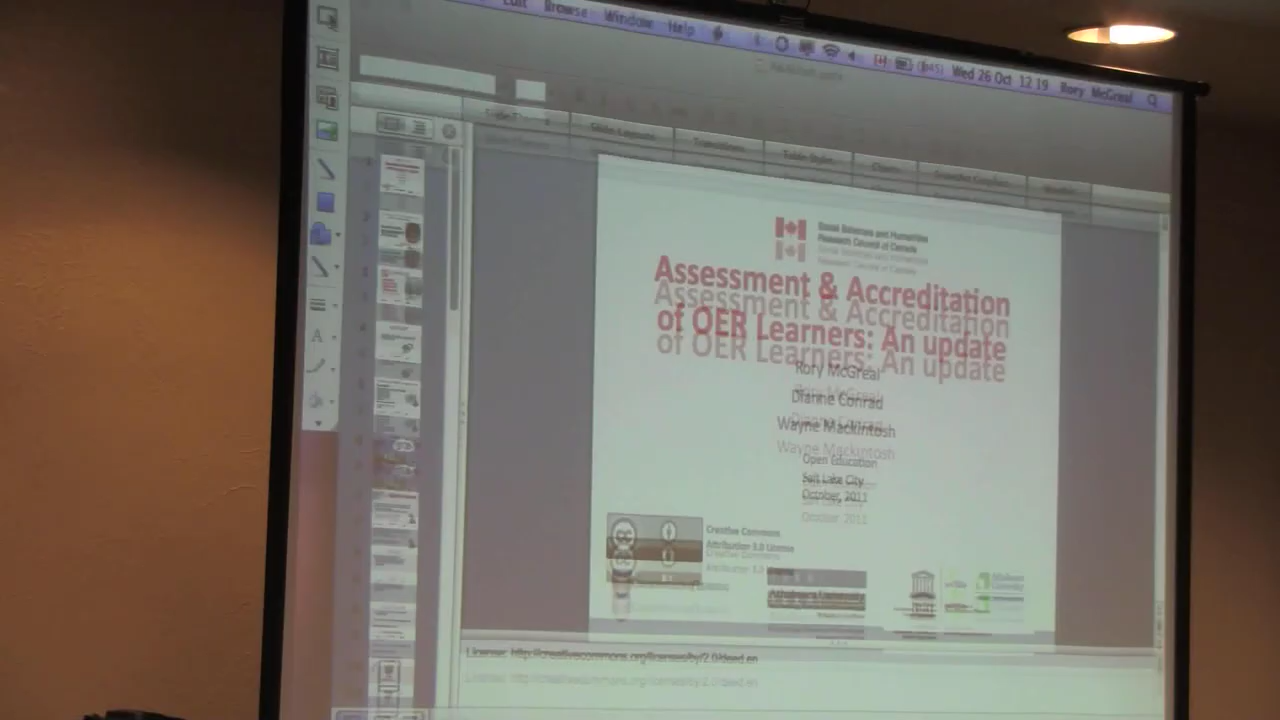 Edit Browse Window Help
Wed 26 Oct 12 19 Rory McGreal
Social Sciences and Humanities
Research Council of Canada
Assessment & Accreditation
of OER Learners: An update
Rory McGreal
Dianne Conrad
Wayne Mackintosh
Open Education
Salt Lake City
October, 2011
Creative Commons
Attribution 3.0 License
Athabasca University
License: http://creativecommons.org/licenses/by/2.0/deed.en